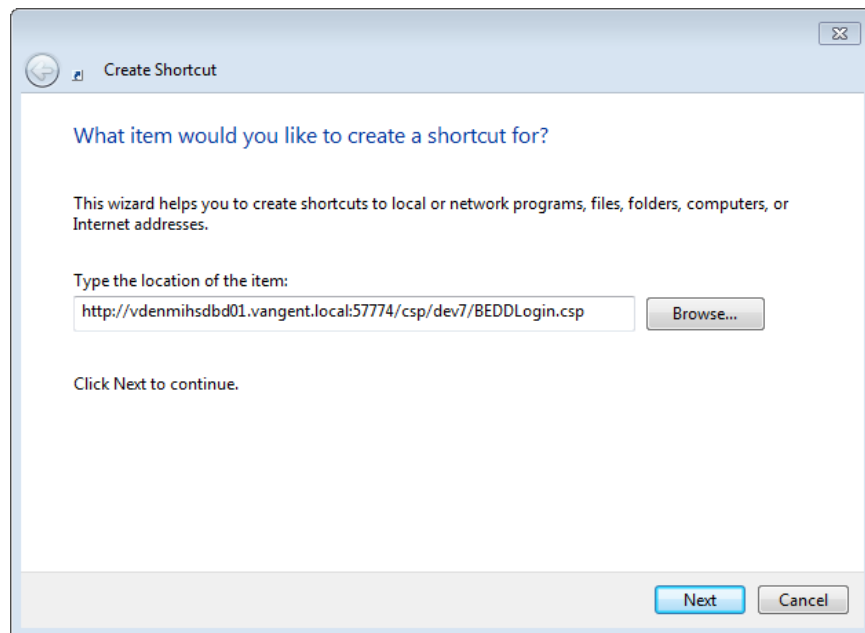 Create Shortcut
What item would you like to create a shortcut for?
This wizard helps you to create shortcuts to local or network programs, files, folders, computers, or
Internet addresses.
Type the location of the item:
http://vdenmihsdbd01.vangent.local:57774/csp/dev7/BEDDLogin.csp
Browse...
Click Next to continue.
Next
Cancel